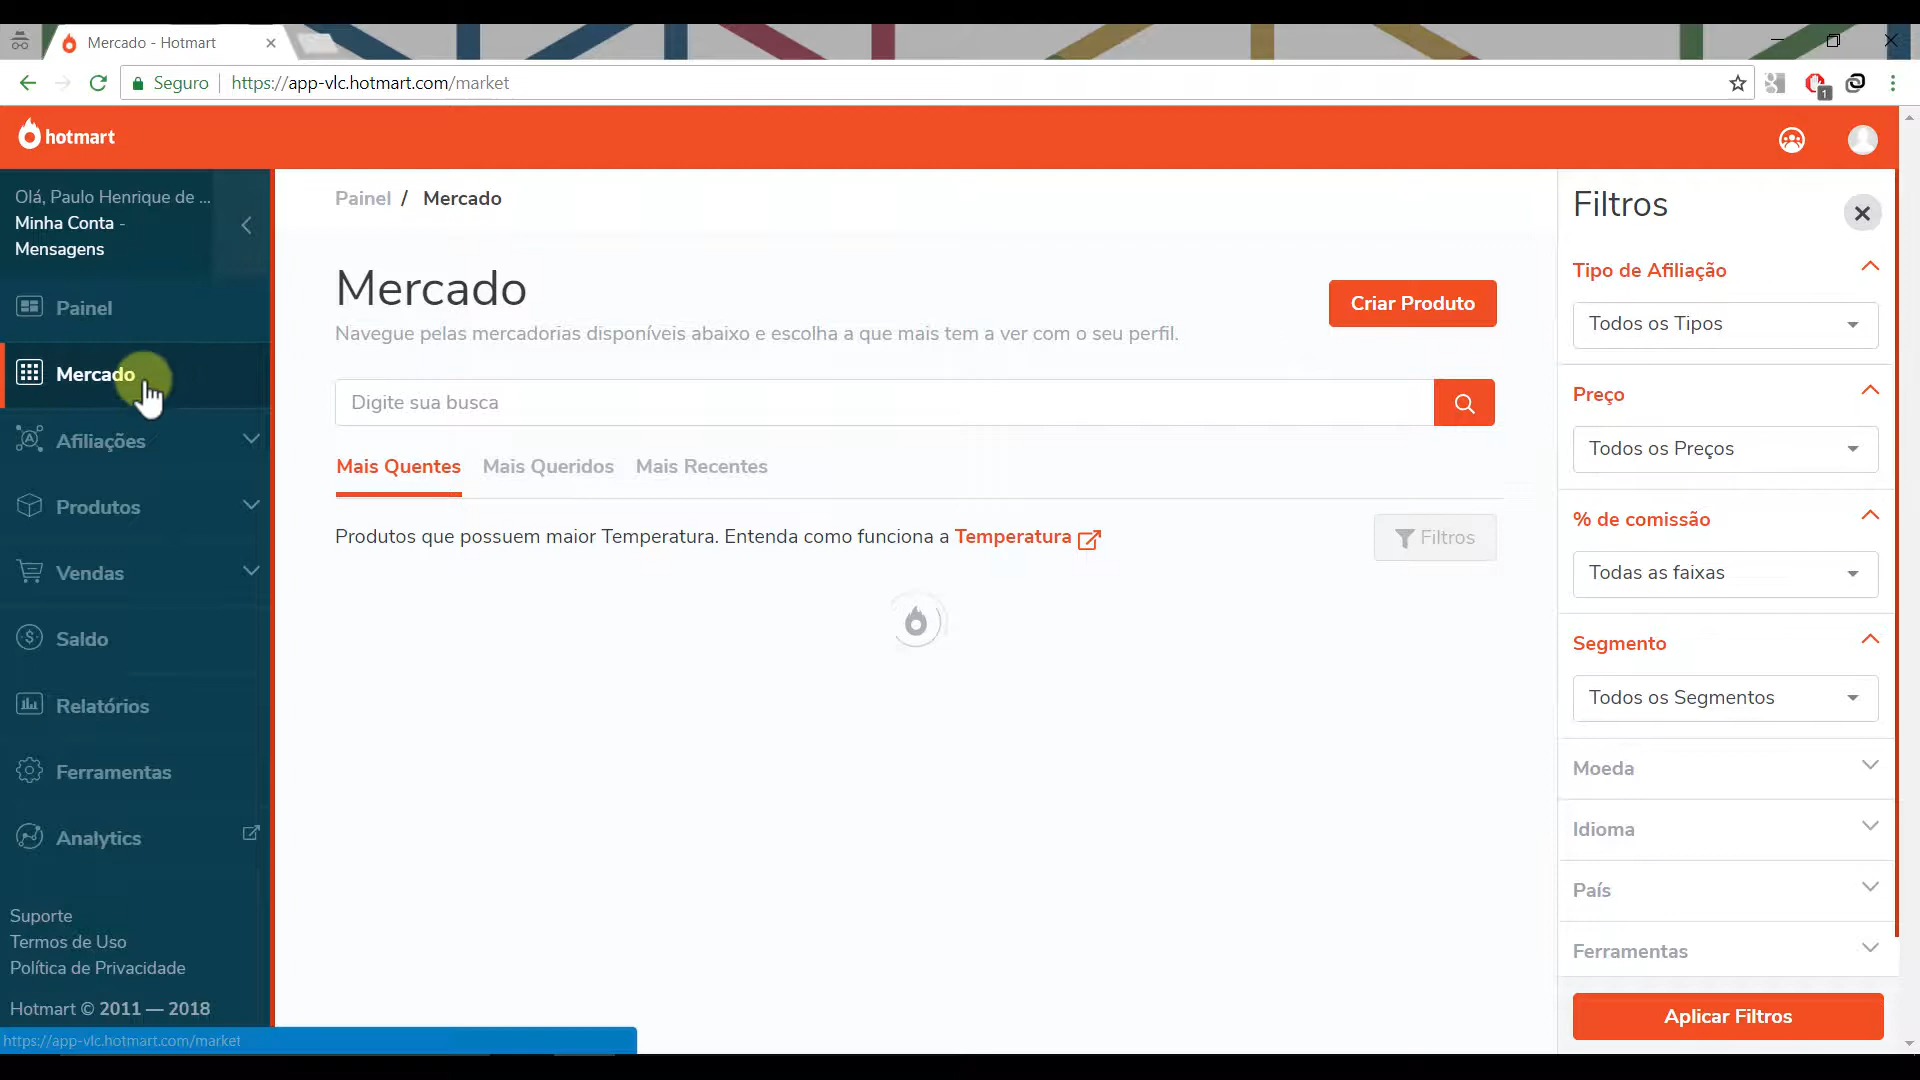 Mercado - Hotmart
Seguro
https://app-vlc.hotmart.com/market
1
hotmart
Olá, Paulo Henrique de ...
Minha Conta -
Mensagens
Painel
Mercado
Afiliações
Produtos
Vendas
Saldo
Relatórios
Ferramentas
Analytics
Suporte
Termos de Uso
Política de Privacidade
Hotmart © 2011 — 2018
https://app-vlc.hotmart.com/market
Painel / Mercado
Mercado
Navegue pelas mercadorias disponíveis abaixo e escolha a que mais tem a ver com o seu perfil.
Criar Produto
Digite sua busca
Mais Quentes Mais Queridos Mais Recentes
Produtos que possuem maior Temperatura. Entenda como funciona a Temperatura
Filtros
Filtros
Tipo de Afiliação
Todos os Tipos
Preço
Todos os Preços
% de comissão
Todas as faixas
Segmento
Todos os Segmentos
Moeda
Idioma
País
Ferramentas
Aplicar Filtros